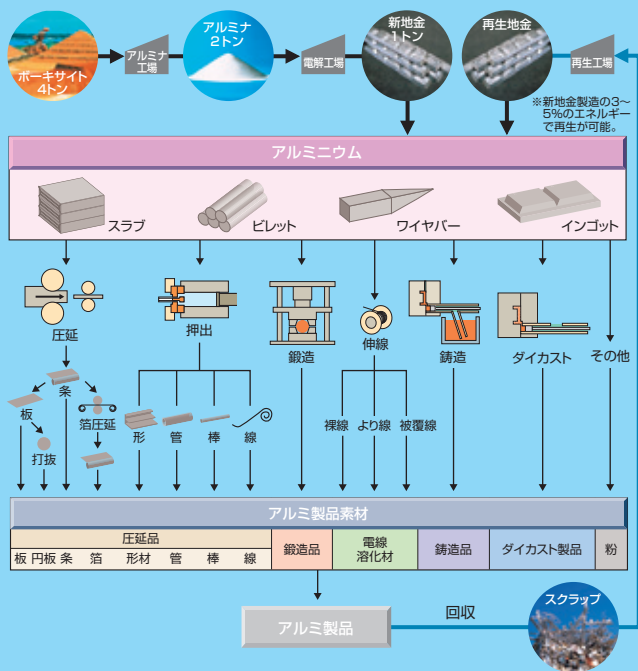 ボーキサイト
4トン
アルミナ
工場
アルミナ
2トン
電解工場
新地金
1トン
再生地金
再生工場
※新地金製造の3〜
5%のエネルギー
で再生が可能。
アルミニウム
スラブ
ビレット
ワイヤバー
インゴット
圧延
押出
鍛造
伸線
鋳造
ダイカスト
その他
板
条
箔圧延
打抜
形
管
棒
線
裸線
より線
被覆線
アルミ製品素材
圧延品
板 円板 条 箔 形材 管 棒 線
鍛造品
電線
溶化材
鋳造品
ダイカスト製品
粉
アルミ製品
回収
スクラップ